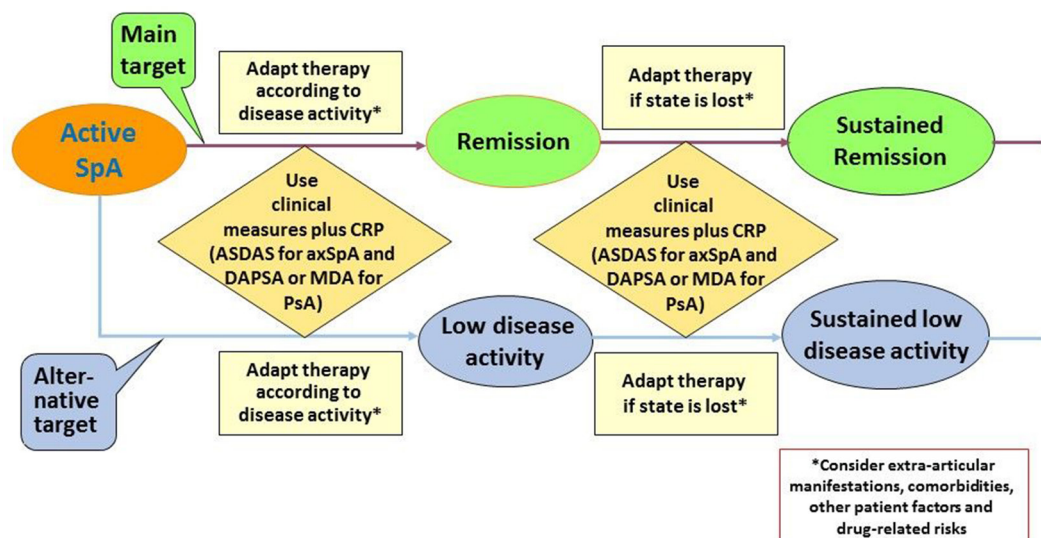 Main
target
Adapt therapy
according to
disease activity*
Adapt therapy
if state is lost*
Active
SpA
Remission
Sustained
Remission
Use
clinical
measures plus CRP
(ASDAS for axSpA and
DAPSA or MDA for
PsA)
Use
clinical
measures plus CRP
(ASDAS for axSpA and
DAPSA or MDA for
PsA)
Low disease
activity
Sustained low
disease activity
Alter-
native
target
Adapt therapy
according to
disease activity*
Adapt therapy
if state is lost*
*Consider extra-articular
manifestations, comorbidities,
other patient factors and
drug-related risks